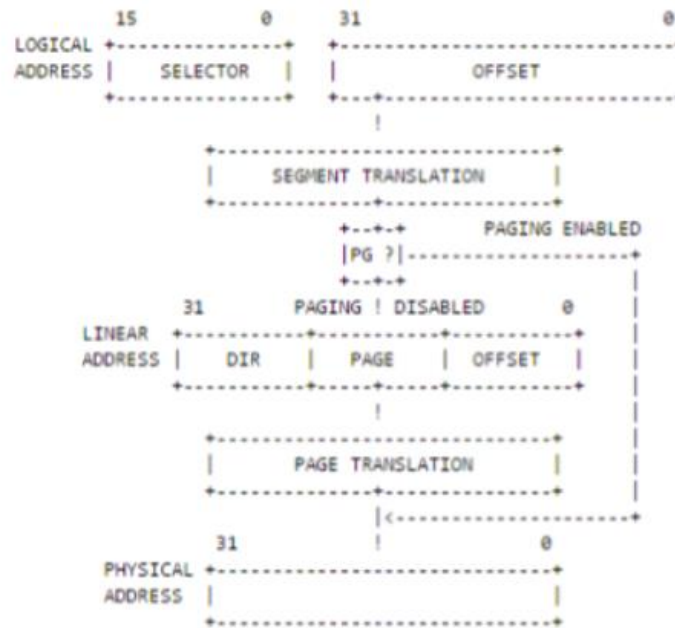 15 0 31 0
LOGICAL
ADDRESS SELECTOR OFFSET
!
SEGMENT TRANSLATION
PAGING ENABLED
PG ?
31 PAGING ! DISABLED 0
LINEAR
ADDRESS DIR PAGE OFFSET
!
PAGE TRANSLATION
31 ! 0
PHYSICAL
ADDRESS